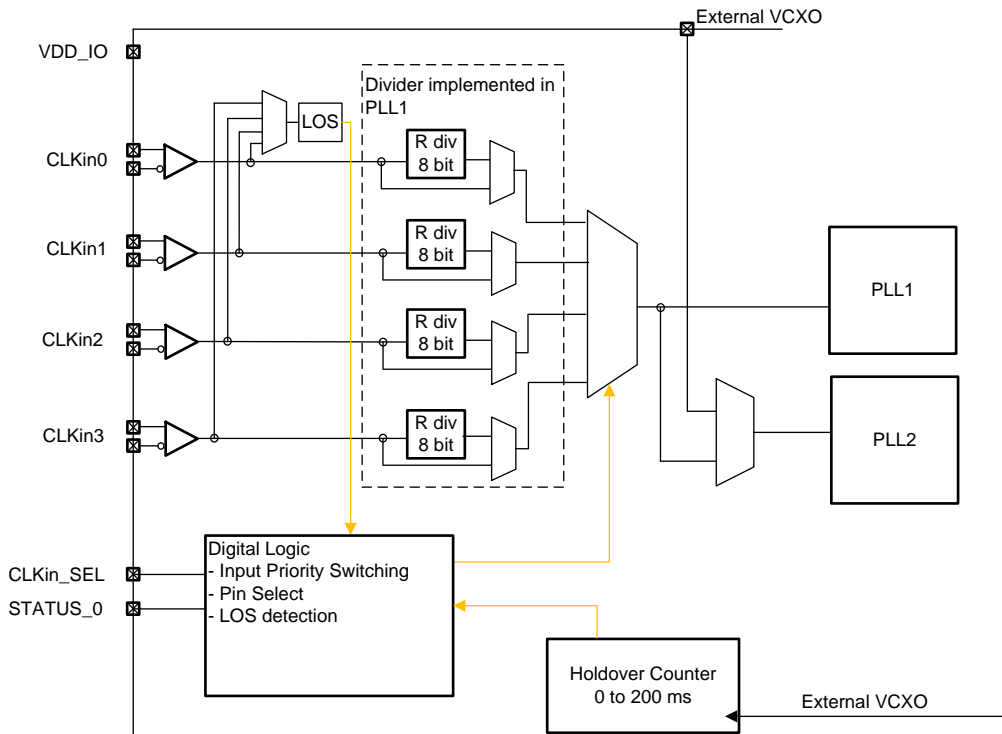 External VCXO
VDD_IO
Divider implemented in
PLL1
LOS
CLKin0
R div
8 bit
CLKin1
R div
8 bit
PLL1
CLKin2
R div
8 bit
CLKin3
R div
8 bit
PLL2
Digital Logic
- Input Priority Switching
- Pin Select
- LOS detection
CLKin_SEL
STATUS_0
Holdover Counter
0 to 200 ms
External VCXO